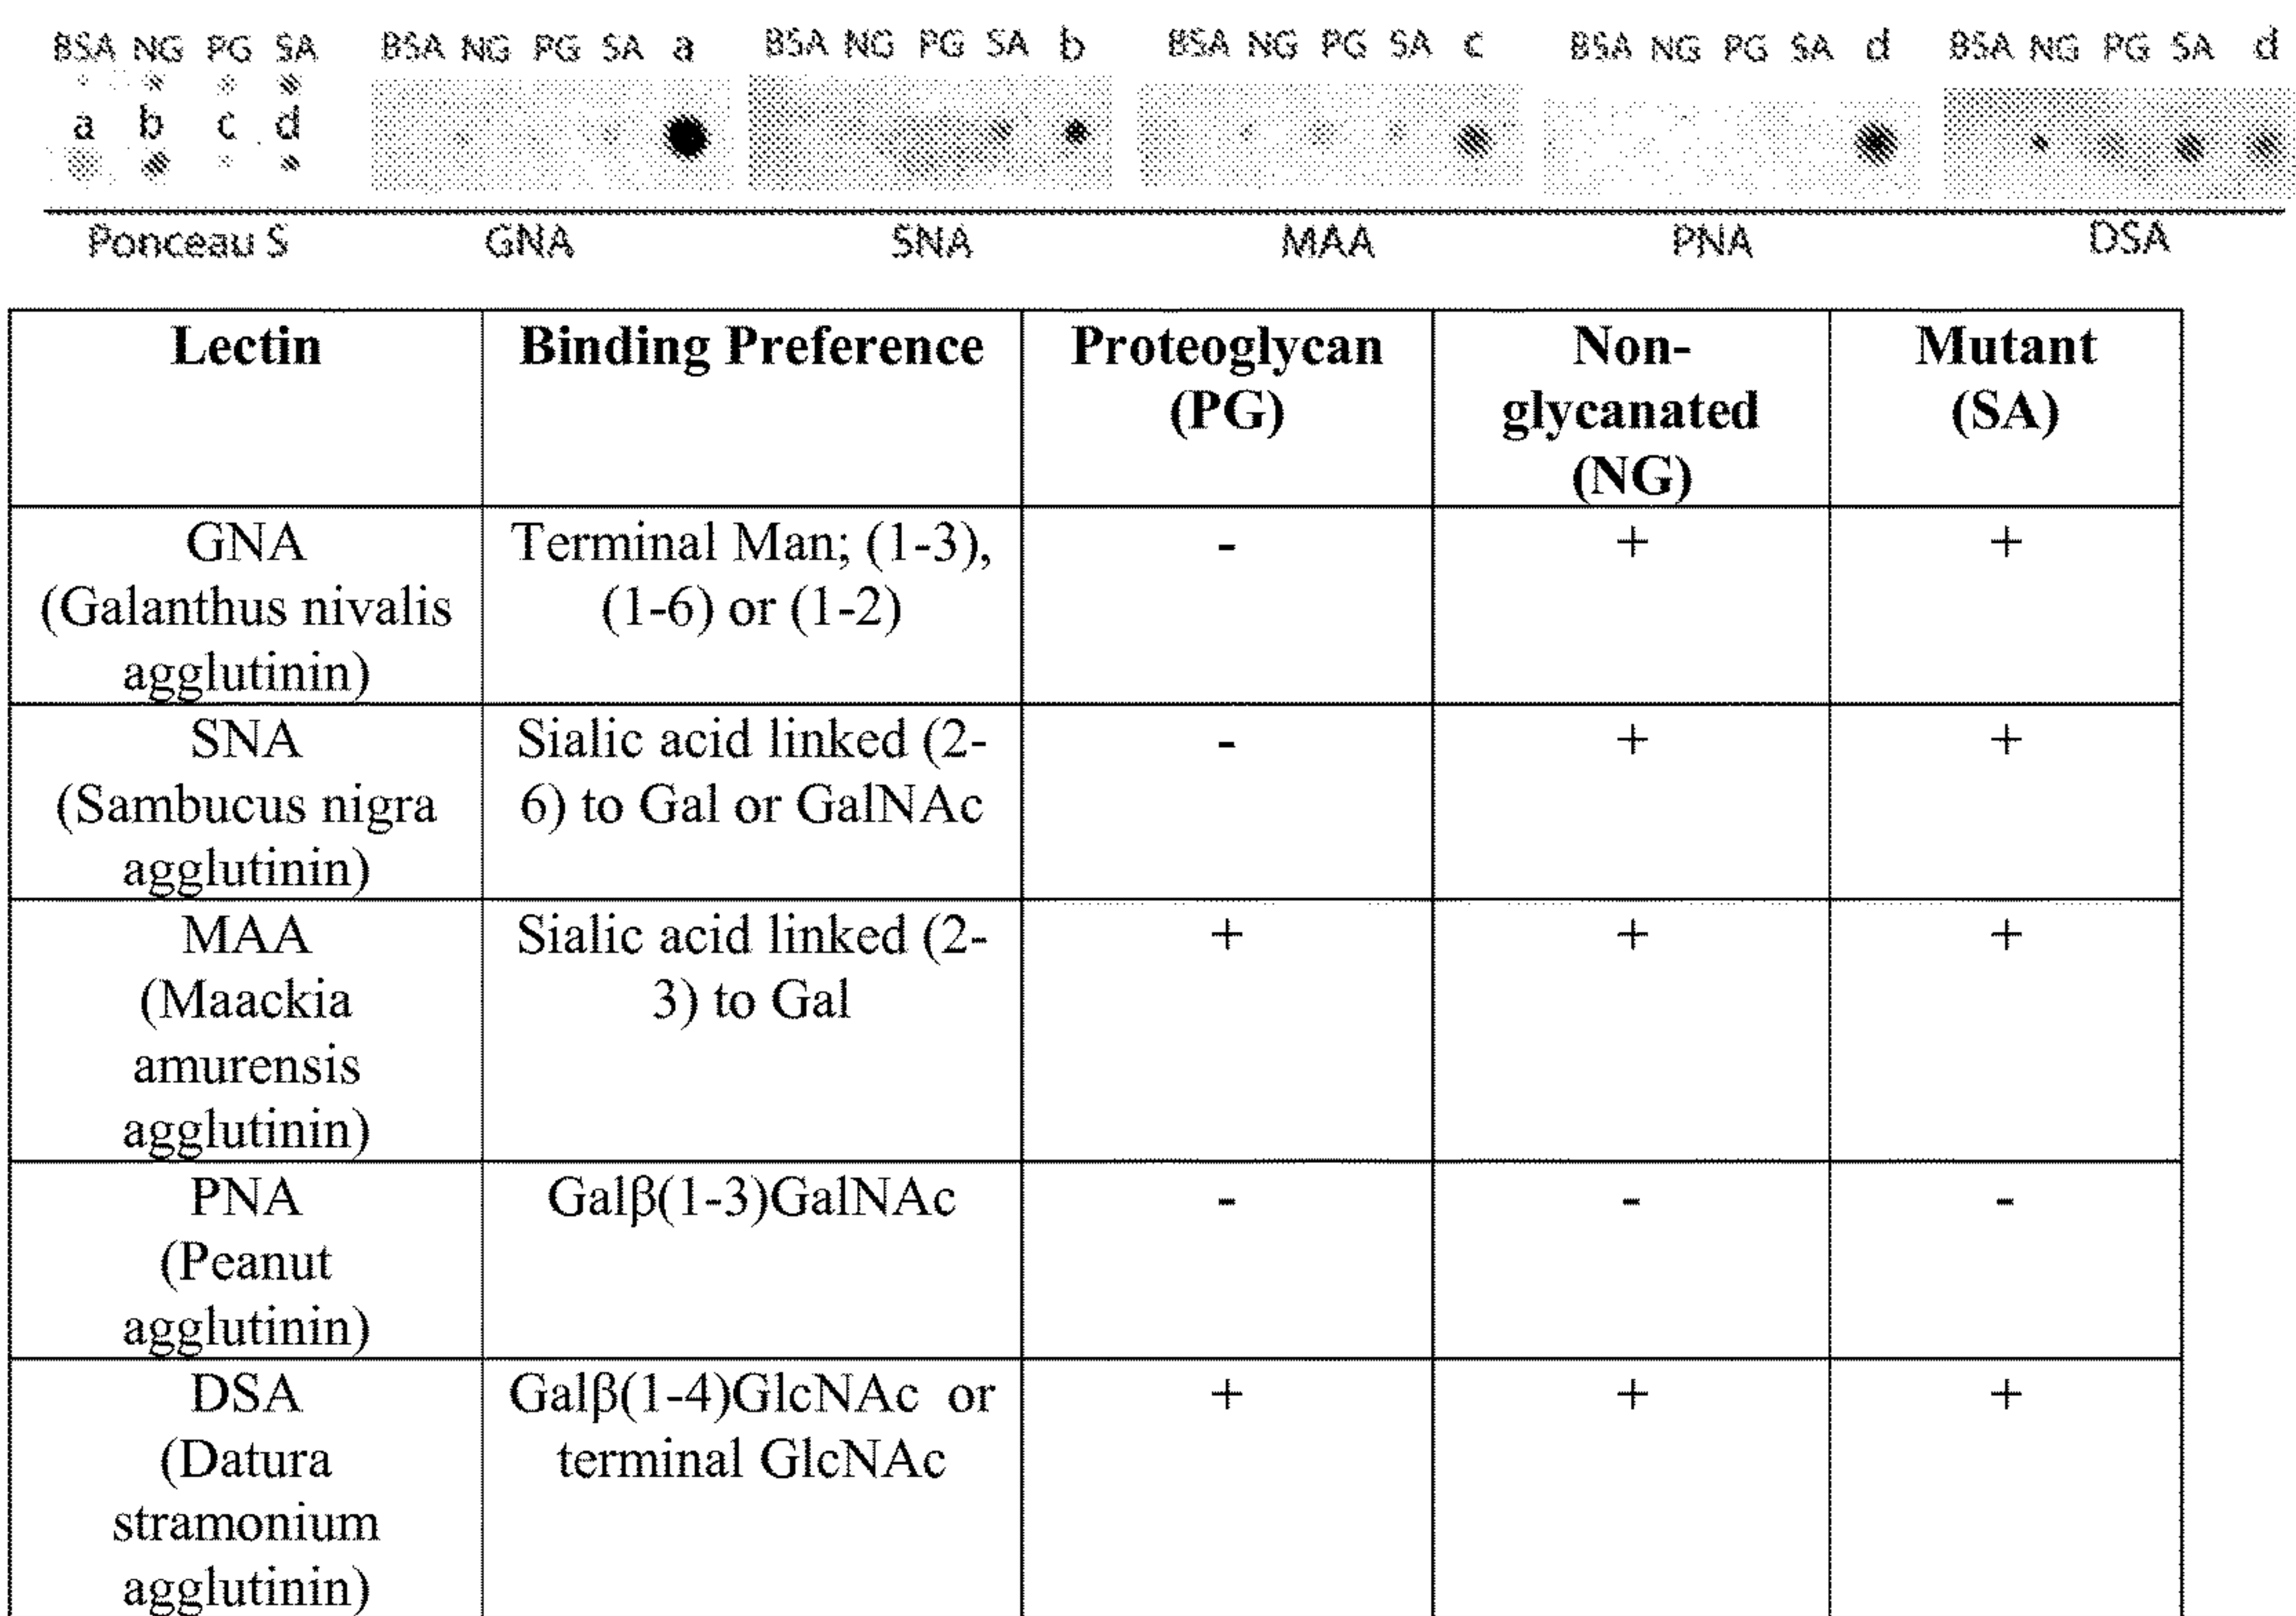 BSA NG PG SA
a b c d
Ponceau S
BSA NG PG SA a
GNA
BSA NG PG SA b
SNA
BSA NG PG SA c
MAA
BSA NG PG SA d
PNA
BSA NG PG SA d
DSA
Lectin
Binding Preference
Proteoglycan
(PG)
Non-
glycanated
(NG)
Mutant
(SA)
GNA
(Galanthus nivalis
agglutinin)
Terminal Man; (1-3),
(1-6) or (1-2)
-
+
+
SNA
(Sambucus nigra
agglutinin)
Sialic acid linked (2-
6) to Gal or GalNAc
-
+
+
MAA
(Maackia
amurensis
agglutinin)
Sialic acid linked (2-
3) to Gal
+
+
+
PNA
(Peanut
agglutinin)
Galβ(1-3)GalNAc
-
-
-
DSA
(Datura
stramonium
agglutinin)
Galβ(1-4)GlcNAc or
terminal GlcNAc
+
+
+